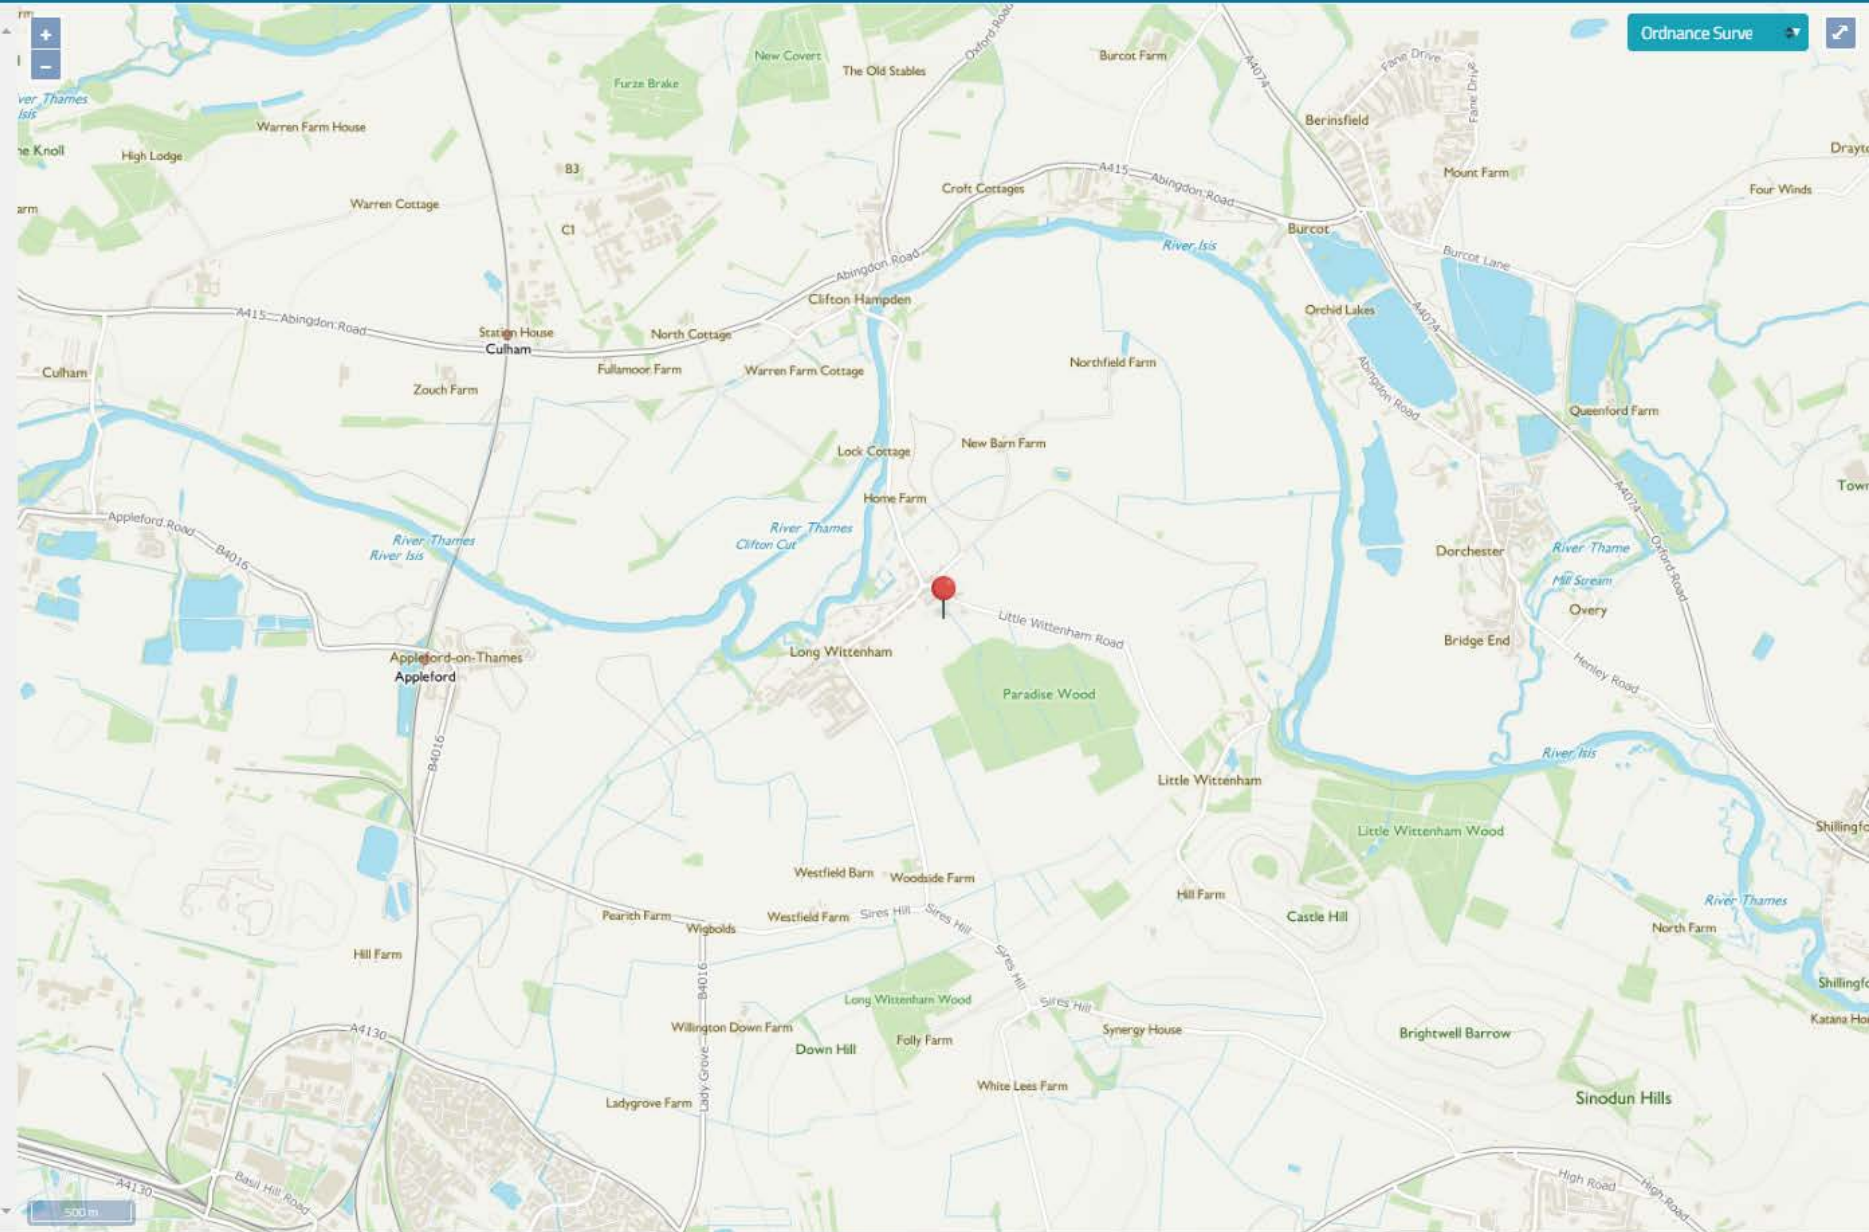 +
−
Ordnance Surve
Oxford Road
New Covert
The Old Stables
Burcot Farm
A4074
Fane Drive
Fane Drive
Furze Brake
Berinsfield
ver Thames
Isis
Warren Farm House
High Lodge
he Knoll
B3
Croft Cottages
A415
Abingdon Road
Mount Farm
Drayto
Four Winds
arm
Warren Cottage
C1
Burcot
River Isis
Burcot Lane
Abingdon Road
Clifton Hampden
Orchid Lakes
A4074
A415
Abingdon Road
Station House
Culham
North Cottage
Culham
Zouch Farm
Fullamoor Farm
Warren Farm Cottage
Northfield Farm
Abingdon Road
Queenford Farm
Lock Cottage
New Barn Farm
Home Farm
A4074
Town
Appleford Road
B4016
River Thames
River Isis
River Thames
Clifton Cut
Dorchester
River Thame
Oxford Road
Mill Stream
Overy
Bridge End
Henley Road
Little Wittenham Road
Long Wittenham
Appleford-on-Thames
Appleford
Paradise Wood
B4016
River Isis
Little Wittenham
Little Wittenham Wood
Shillingfo
Westfield Barn
Woodside Farm
Hill Farm
River Thames
Pearith Farm
Wigbolds
Westfield Farm
Sires Hill
Sires Hill
Castle Hill
North Farm
Hill Farm
B4016
Sires Hill
Shillingfo
Long Wittenham Wood
Sires Hill
Katana Hou
A4130
Willington Down Farm
Down Hill
Folly Farm
Synergy House
Brightwell Barrow
White Lees Farm
Sinodun Hills
Ladygrove Farm
Lady Grove
A4130
Basil Hill Road
High Road
High Road
500 m